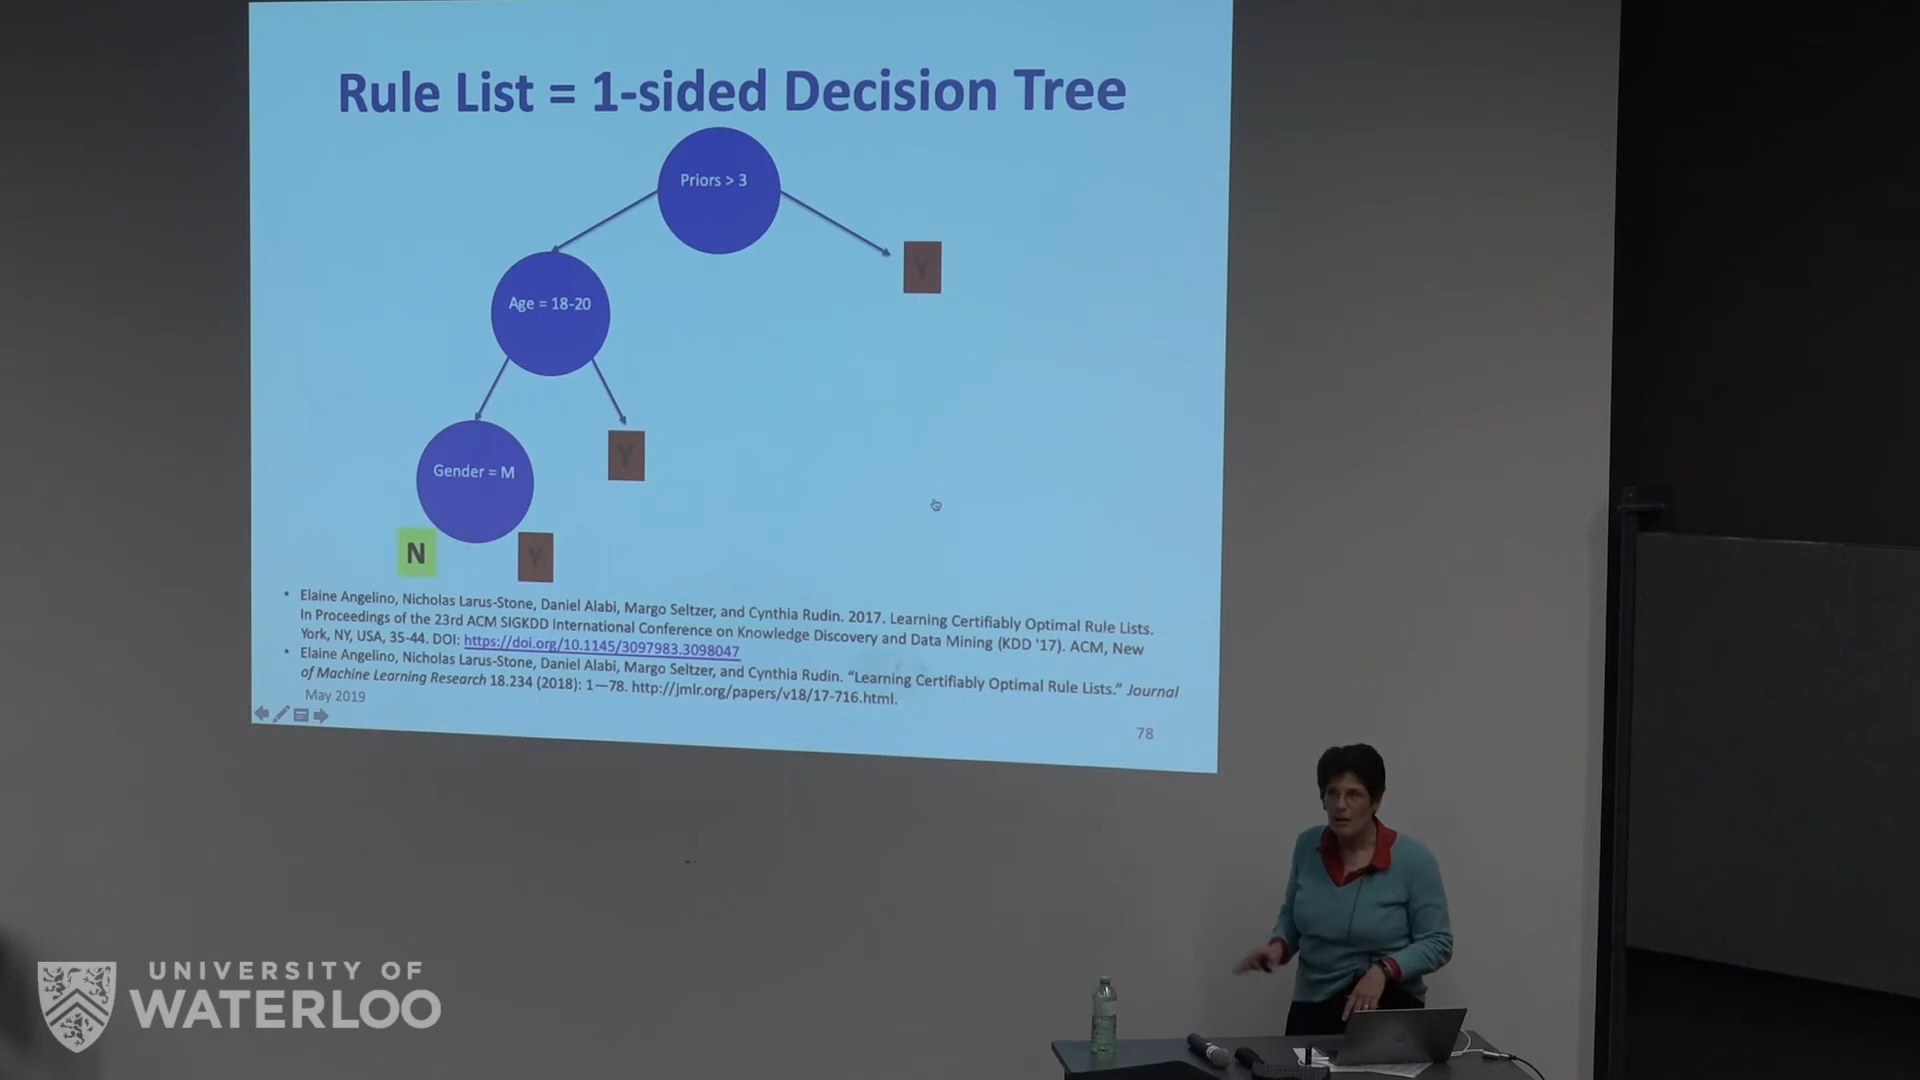 Rule List = 1-sided Decision Tree
Priors > 3
Y
Age = 18-20
Y
Gender = M
N
Y
• Elaine Angelino, Nicholas Larus-Stone, Daniel Alabi, Margo Seltzer, and Cynthia Rudin. 2017. Learning Certifiably Optimal Rule Lists.
In Proceedings of the 23rd ACM SIGKDD International Conference on Knowledge Discovery and Data Mining (KDD '17). ACM, New
York, NY, USA, 35-44. DOI: https://doi.org/10.1145/3097983.3098047
• Elaine Angelino, Nicholas Larus-Stone, Daniel Alabi, Margo Seltzer, and Cynthia Rudin. “Learning Certifiably Optimal Rule Lists.” Journal
of Machine Learning Research 18.234 (2018): 1—78. http://jmlr.org/papers/v18/17-716.html.
May 2019
78
UNIVERSITY OF
WATERLOO